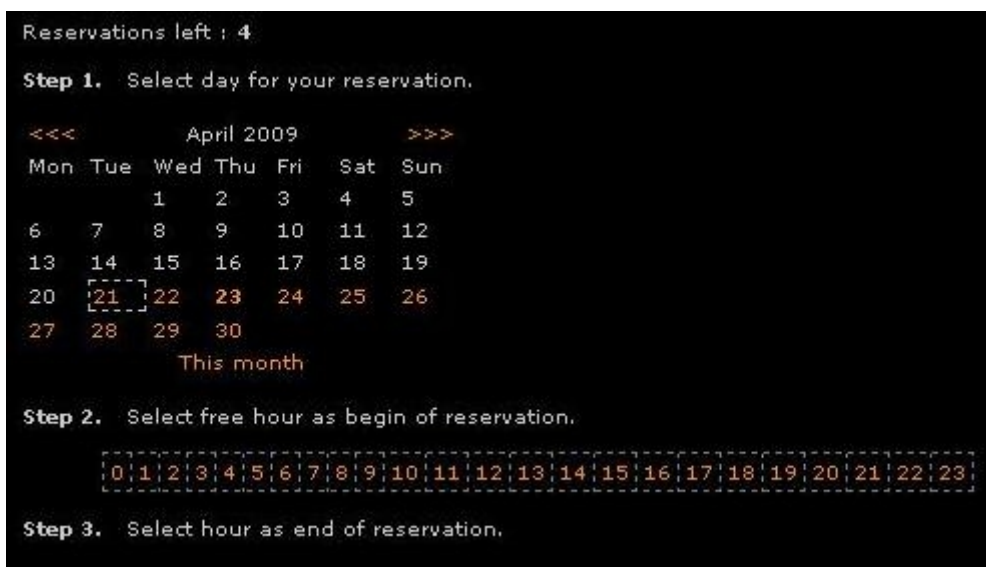 Reservations left : 4
Step 1. Select day for your reservation.
<<< April 2009 >>>
Mon Tue Wed Thu Fri Sat Sun
1 2 3 4 5
6 7 8 9 10 11 12
13 14 15 16 17 18 19
20 21 22 23 24 25 26
27 28 29 30
This month
Step 2. Select free hour as begin of reservation.
0 1 2 3 4 5 6 7 8 9 10 11 12 13 14 15 16 17 18 19 20 21 22 23
Step 3. Select hour as end of reservation.